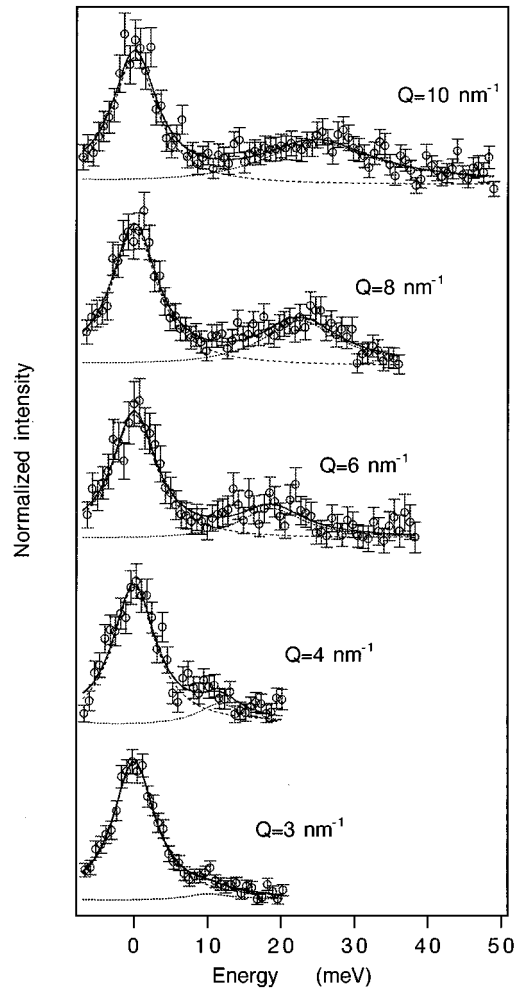 Q=10 nm⁻¹
Q=8 nm⁻¹
Q=6 nm⁻¹
Q=4 nm⁻¹
Q=3 nm⁻¹
Normalized intensity
0 10 20 30 40 50
Energy (meV)